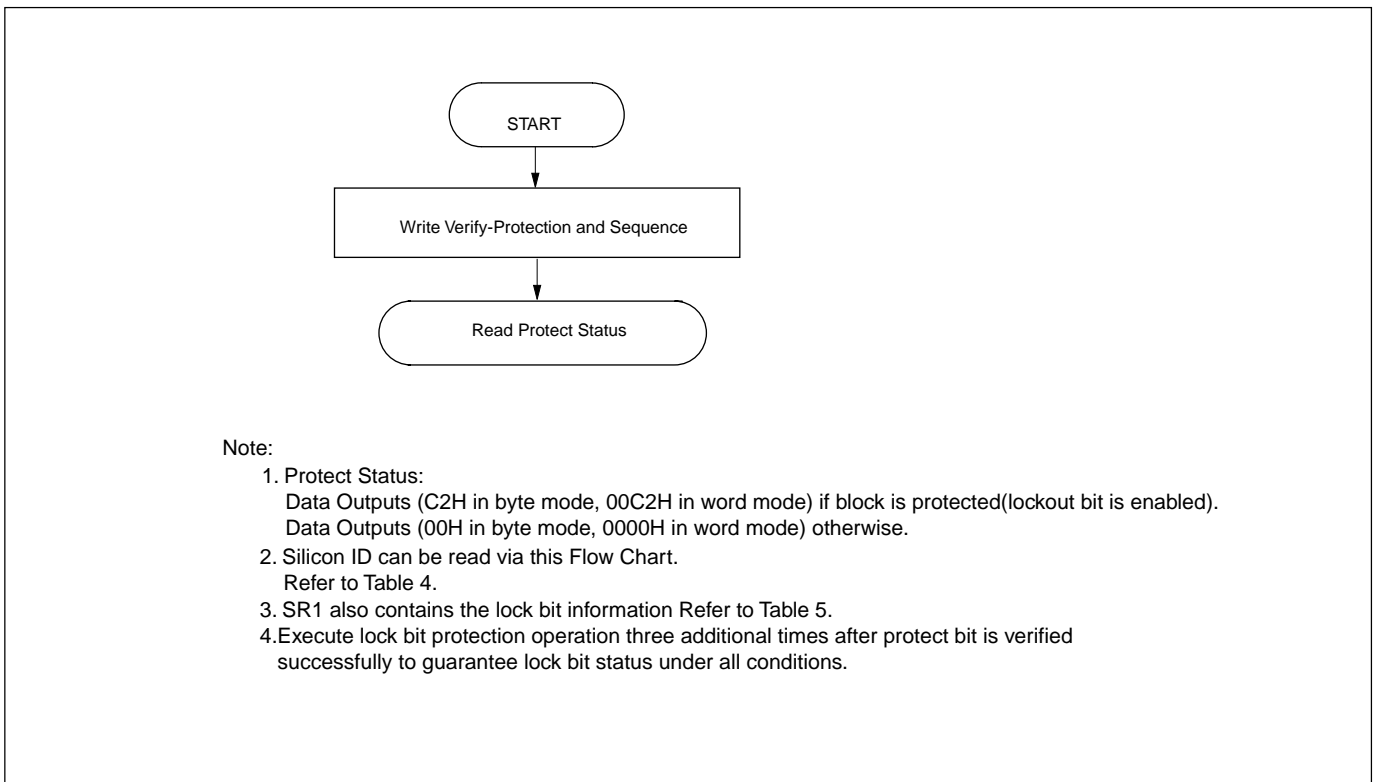 START
Write Verify-Protection and Sequence
Read Protect Status
Note:
1. Protect Status:
Data Outputs (C2H in byte mode, 00C2H in word mode) if block is protected(lockout bit is enabled).
Data Outputs (00H in byte mode, 0000H in word mode) otherwise.
2. Silicon ID can be read via this Flow Chart.
Refer to Table 4.
3. SR1 also contains the lock bit information Refer to Table 5.
4.Execute lock bit protection operation three additional times after protect bit is verified
successfully to guarantee lock bit status under all conditions.